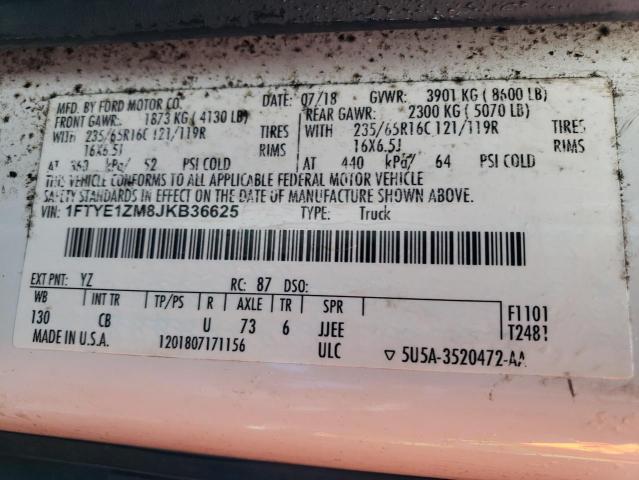 MFD. BY FORD MOTOR CO. DATE: 07/18 GVWR: 3901 KG ( 8600 LB)
FRONT GAWR: 1873 KG ( 4130 LB) REAR GAWR: 2300 KG ( 5070 LB)
WITH 235/65R16C 121/119R TIRES WITH 235/65R16C 121/119R TIRES
16X6.5J RIMS 16X6.5J RIMS
AT kPa/ 52 PSI COLD AT 440 kPa/ 64 PSI COLD
THIS VEHICLE CONFORMS TO ALL APPLICABLE FEDERAL MOTOR VEHICLE
SAFETY STANDARDS IN EFFECT ON THE DATE OF MANUFACTURE SHOWN ABOVE.
VIN: 1FTYE1ZM8JKB36625 TYPE: Truck
EXT PNT: YZ RC: 87 DSO:
WB INT TR TP/PS R AXLE TR SPR F1101
130 CB U 73 6 JJEE T2481
MADE IN U.S.A. 1201807171156 ULC ▽ 5U5A-3520472-AA